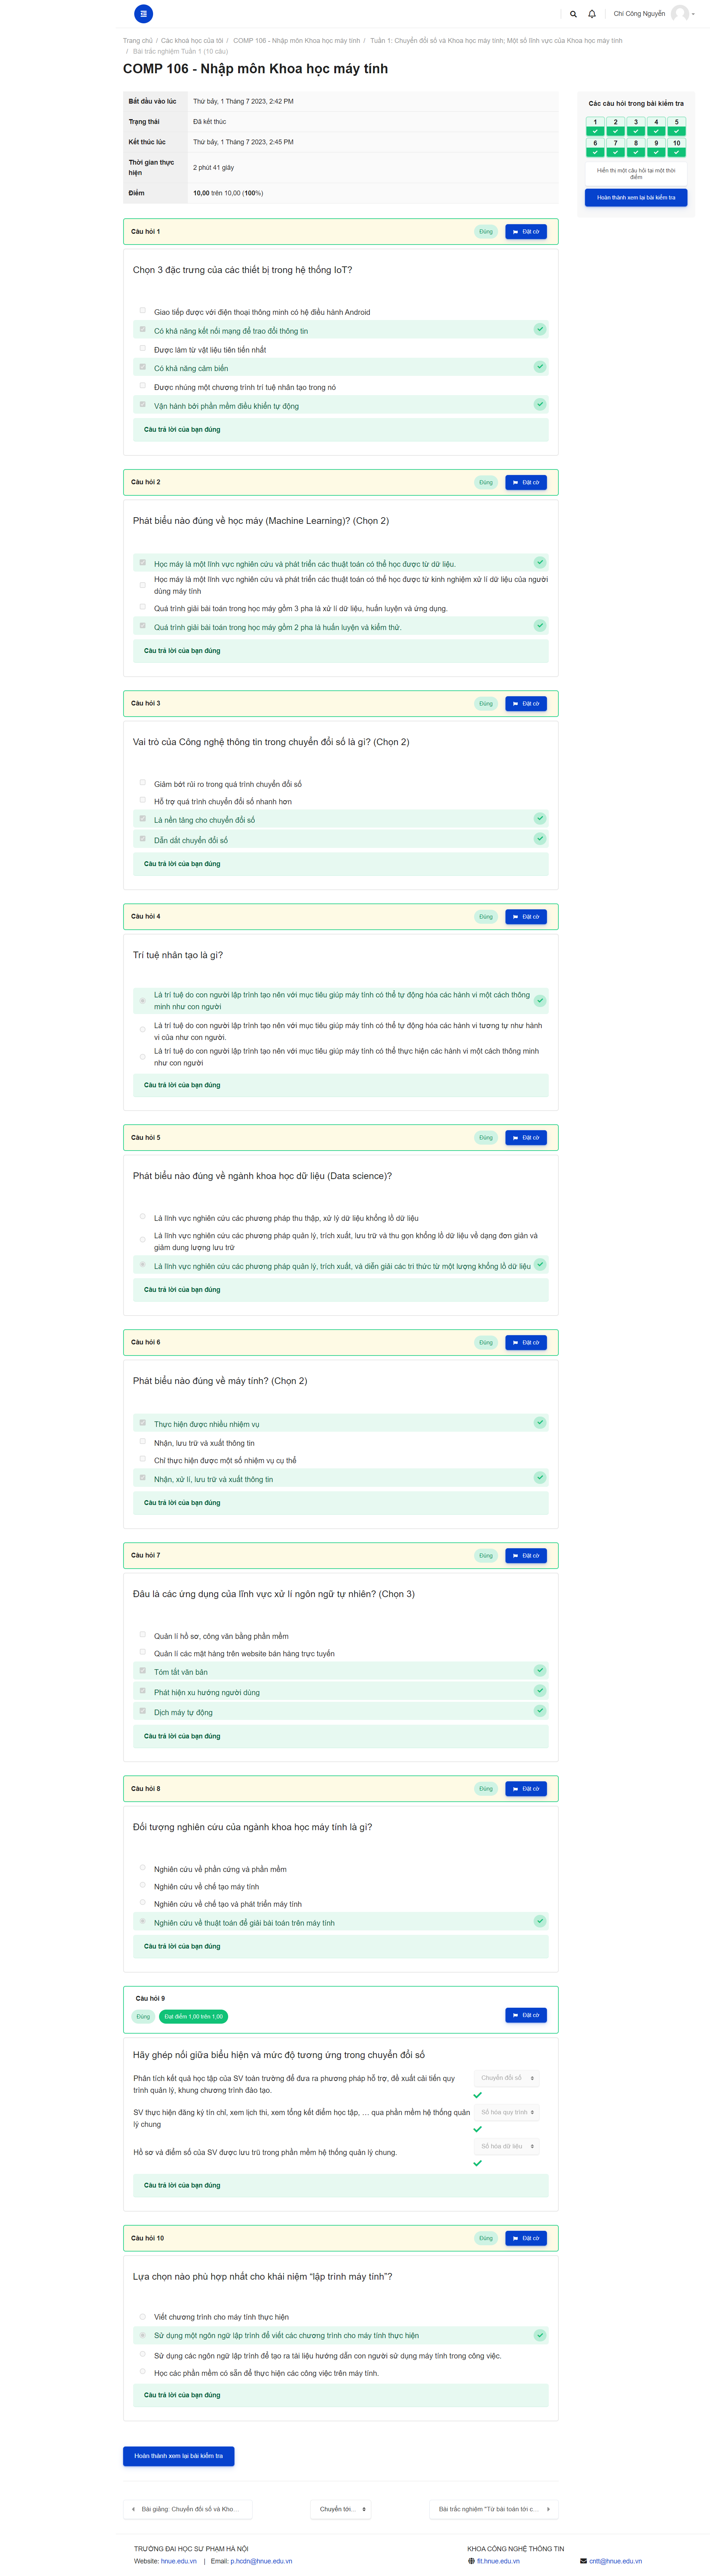 Chí Công Nguyễn
Trang chủ / Các khoá học của tôi / COMP 106 - Nhập môn Khoa học máy tính / Tuần 1: Chuyển đổi số và Khoa học máy tính; Một số lĩnh vực của Khoa học máy tính
/ Bài trắc nghiệm Tuần 1 (10 câu)
COMP 106 - Nhập môn Khoa học máy tính
Bắt đầu vào lúc Thứ bảy, 1 Tháng 7 2023, 2:42 PM
Trạng thái Đã kết thúc
Kết thúc lúc Thứ bảy, 1 Tháng 7 2023, 2:45 PM
Thời gian thực hiện 2 phút 41 giây
Điểm 10,00 trên 10,00 (100%)
Các câu hỏi trong bài kiểm tra
1 2 3 4 5
6 7 8 9 10
Hiển thị một câu hỏi tại một thời
điểm
Hoàn thành xem lại bài kiểm tra
Câu hỏi 1 Đúng Đặt cờ
Chọn 3 đặc trưng của các thiết bị trong hệ thống IoT?
Giao tiếp được với điện thoại thông minh có hệ điều hành Android
Có khả năng kết nối mạng để trao đổi thông tin
Được làm từ vật liệu tiên tiến nhất
Có khả năng cảm biến
Được nhúng một chương trình trí tuệ nhân tạo trong nó
Vận hành bởi phần mềm điều khiển tự động
Câu trả lời của bạn đúng
Câu hỏi 2 Đúng Đặt cờ
Phát biểu nào đúng về học máy (Machine Learning)? (Chọn 2)
Học máy là một lĩnh vực nghiên cứu và phát triển các thuật toán có thể học được từ dữ liệu.
Học máy là một lĩnh vực nghiên cứu và phát triển các thuật toán có thể học được từ kinh nghiệm xử lí dữ liệu của người
dùng máy tính
Quá trình giải bài toán trong học máy gồm 3 pha là xử lí dữ liệu, huấn luyện và ứng dụng.
Quá trình giải bài toán trong học máy gồm 2 pha là huấn luyện và kiểm thử.
Câu trả lời của bạn đúng
Câu hỏi 3 Đúng Đặt cờ
Vai trò của Công nghệ thông tin trong chuyển đổi số là gì? (Chọn 2)
Giảm bớt rủi ro trong quá trình chuyển đổi số
Hỗ trợ quá trình chuyển đổi số nhanh hơn
Là nền tảng cho chuyển đổi số
Dẫn dắt chuyển đổi số
Câu trả lời của bạn đúng
Câu hỏi 4 Đúng Đặt cờ
Trí tuệ nhân tạo là gì?
Là trí tuệ do con người lập trình tạo nên với mục tiêu giúp máy tính có thể tự động hóa các hành vi một cách thông
minh như con người
Là trí tuệ do con người lập trình tạo nên với mục tiêu giúp máy tính có thể tự động hóa các hành vi tương tự như hành
vi của như con người.
Là trí tuệ do con người lập trình tạo nên với mục tiêu giúp máy tính có thể thực hiện các hành vi một cách thông minh
như con người
Câu trả lời của bạn đúng
Câu hỏi 5 Đúng Đặt cờ
Phát biểu nào đúng về ngành khoa học dữ liệu (Data science)?
Là lĩnh vực nghiên cứu các phương pháp thu thập, xử lý dữ liệu khổng lồ dữ liệu
Là lĩnh vực nghiên cứu các phương pháp quản lý, trích xuất, lưu trữ và thu gọn khổng lồ dữ liệu về dạng đơn giản và
giảm dung lượng lưu trữ
Là lĩnh vực nghiên cứu các phương pháp quản lý, trích xuất, và diễn giải các tri thức từ một lượng khổng lồ dữ liệu
Câu trả lời của bạn đúng
Câu hỏi 6 Đúng Đặt cờ
Phát biểu nào đúng về máy tính? (Chọn 2)
Thực hiện được nhiều nhiệm vụ
Nhận, lưu trữ và xuất thông tin
Chỉ thực hiện được một số nhiệm vụ cụ thể
Nhận, xử lí, lưu trữ và xuất thông tin
Câu trả lời của bạn đúng
Câu hỏi 7 Đúng Đặt cờ
Đâu là các ứng dụng của lĩnh vực xử lí ngôn ngữ tự nhiên? (Chọn 3)
Quản lí hồ sơ, công văn bằng phần mềm
Quản lí các mặt hàng trên website bán hàng trực tuyến
Tóm tắt văn bản
Phát hiện xu hướng người dùng
Dịch máy tự động
Câu trả lời của bạn đúng
Câu hỏi 8 Đúng Đặt cờ
Đối tượng nghiên cứu của ngành khoa học máy tính là gì?
Nghiên cứu về phần cứng và phần mềm
Nghiên cứu về chế tạo máy tính
Nghiên cứu về chế tạo và phát triển máy tính
Nghiên cứu về thuật toán để giải bài toán trên máy tính
Câu trả lời của bạn đúng
Câu hỏi 9
Đúng Đạt điểm 1,00 trên 1,00 Đặt cờ
Hãy ghép nối giữa biểu hiện và mức độ tương ứng trong chuyển đổi số
Phân tích kết quả học tập của SV toàn trường để đưa ra phương pháp hỗ trợ, đề xuất cải tiến quy
trình quản lý, khung chương trình đào tạo.
Chuyển đổi số
SV thực hiện đăng ký tín chỉ, xem lịch thi, xem tổng kết điểm học tập, … qua phần mềm hệ thống quản
lý chung
Số hóa quy trình
Hồ sơ và điểm số của SV được lưu trũ trong phần mềm hệ thống quản lý chung.
Số hóa dữ liệu
Câu trả lời của bạn đúng
Câu hỏi 10 Đúng Đặt cờ
Lựa chọn nào phù hợp nhất cho khái niệm “lập trình máy tính”?
Viết chương trình cho máy tính thực hiện
Sử dụng một ngôn ngữ lập trình để viết các chương trình cho máy tính thực hiện
Sử dụng các ngôn ngữ lập trình để tạo ra tài liệu hướng dẫn con người sử dụng máy tính trong công việc.
Học các phần mềm có sẵn để thực hiện các công việc trên máy tính.
Câu trả lời của bạn đúng
Hoàn thành xem lại bài kiểm tra
Bài giảng: Chuyển đổi số và Kho... Chuyển tới... Bài trắc nghiệm "Từ bài toán tới c...
TRƯỜNG ĐẠI HỌC SƯ PHẠM HÀ NỘI
Website: hnue.edu.vn | Email: p.hcdn@hnue.edu.vn
KHOA CÔNG NGHỆ THÔNG TIN
fit.hnue.edu.vn cntt@hnue.edu.vn